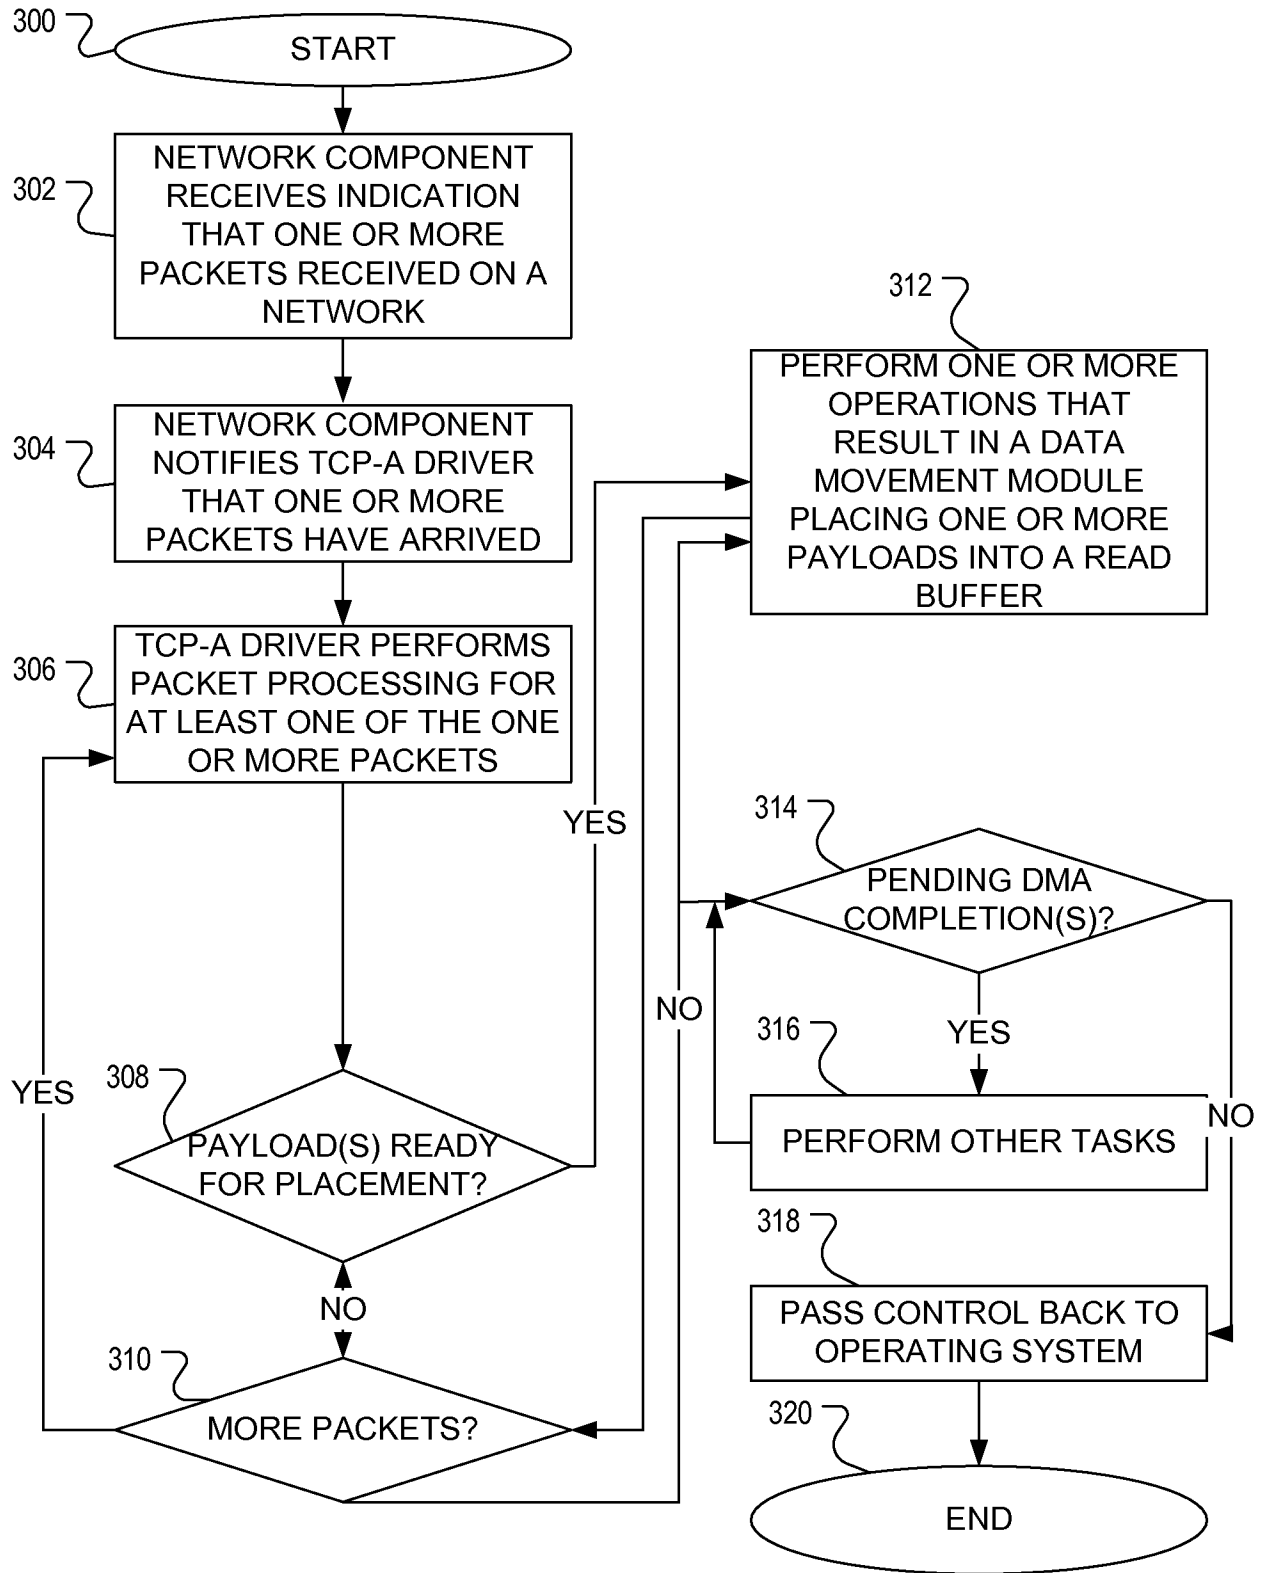 300
START
302
NETWORK COMPONENT
RECEIVES INDICATION
THAT ONE OR MORE
PACKETS RECEIVED ON A
NETWORK
304
NETWORK COMPONENT
NOTIFIES TCP-A DRIVER
THAT ONE OR MORE
PACKETS HAVE ARRIVED
306
TCP-A DRIVER PERFORMS
PACKET PROCESSING FOR
AT LEAST ONE OF THE ONE
OR MORE PACKETS
YES
308
PAYLOAD(S) READY
FOR PLACEMENT?
YES
NO
310
MORE PACKETS?
NO
312
PERFORM ONE OR MORE
OPERATIONS THAT
RESULT IN A DATA
MOVEMENT MODULE
PLACING ONE OR MORE
PAYLOADS INTO A READ
BUFFER
314
PENDING DMA
COMPLETION(S)?
YES
NO
316
PERFORM OTHER TASKS
318
PASS CONTROL BACK TO
OPERATING SYSTEM
320
END